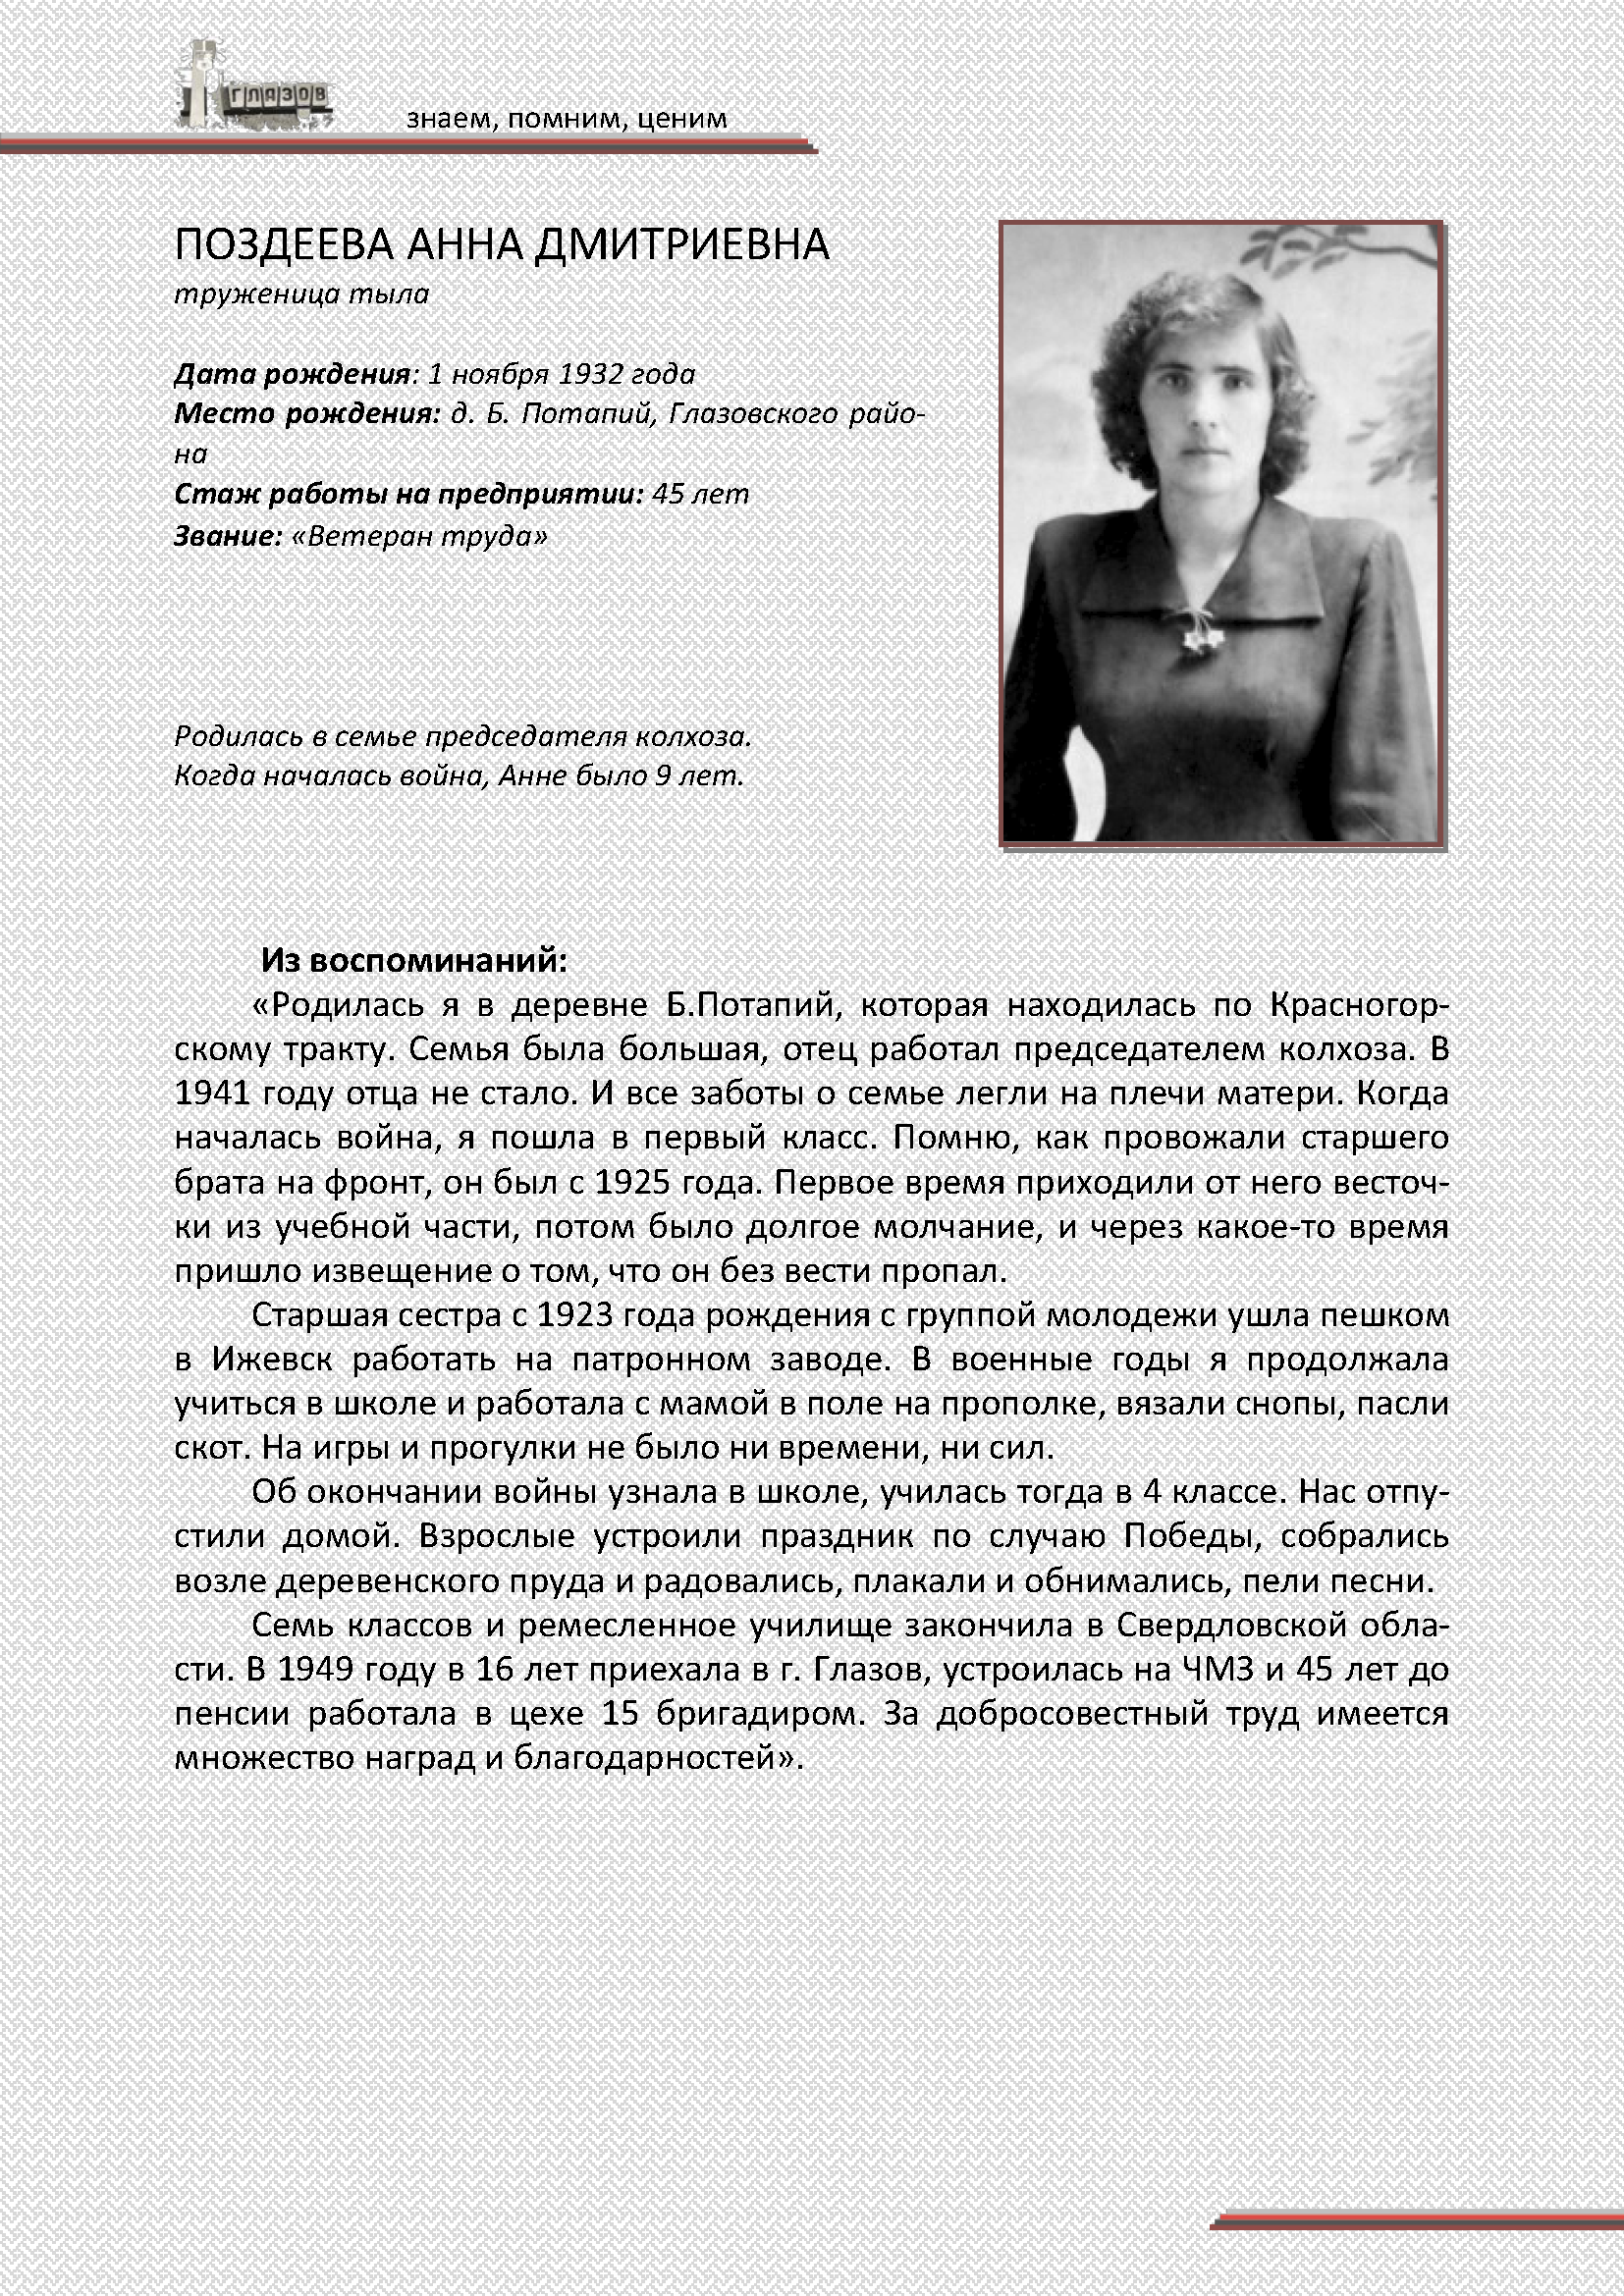 ГЛАЗОВ
знаем, помним, ценим
ПОЗДЕЕВА АННА ДМИТРИЕВНА
труженица тыла
Дата рождения: 1 ноября 1932 года
Место рождения: д. Б. Потапий, Глазовского райо-
на
Стаж работы на предприятии: 45 лет
Звание: «Ветеран труда»
Родилась в семье председателя колхоза.
Когда началась война, Анне было 9 лет.
Из воспоминаний:
«Родилась я в деревне Б.Потапий, которая находилась по Красногор-
скому тракту. Семья была большая, отец работал председателем колхоза. В
1941 году отца не стало. И все заботы о семье легли на плечи матери. Когда
началась война, я пошла в первый класс. Помню, как провожали старшего
брата на фронт, он был с 1925 года. Первое время приходили от него весточ-
ки из учебной части, потом было долгое молчание, и через какое-то время
пришло извещение о том, что он без вести пропал.
Старшая сестра с 1923 года рождения с группой молодежи ушла пешком
в Ижевск работать на патронном заводе. В военные годы я продолжала
учиться в школе и работала с мамой в поле на прополке, вязали снопы, пасли
скот. На игры и прогулки не было ни времени, ни сил.
Об окончании войны узнала в школе, училась тогда в 4 классе. Нас отпу-
стили домой. Взрослые устроили праздник по случаю Победы, собрались
возле деревенского пруда и радовались, плакали и обнимались, пели песни.
Семь классов и ремесленное училище закончила в Свердловской обла-
сти. В 1949 году в 16 лет приехала в г. Глазов, устроилась на ЧМЗ и 45 лет до
пенсии работала в цехе 15 бригадиром. За добросовестный труд имеется
множество наград и благодарностей».